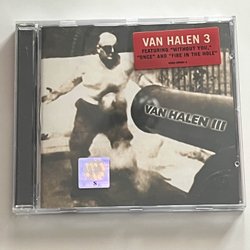 VAN HALEN 3
FEATURING "WITHOUT YOU,"
"ONCE" AND "FIRE IN THE HOLE"
VAN HALEN III
S